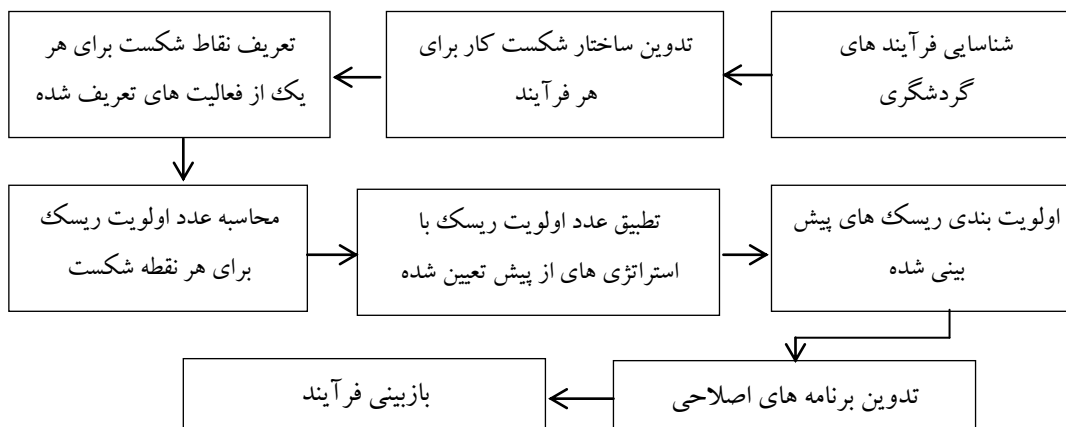 شناسایی فرآیند های
گردشگری
تدوین ساختار شکست کار برای
هر فرآیند
تعریف نقاط شکست برای هر
یک از فعالیت های تعریف شده
محاسبه عدد اولویت ریسک
برای هر نقطه شکست
تطبیق عدد اولویت ریسک با
استراتژی های از پیش تعیین شده
اولویت بندی ریسک های پیش
بینی شده
تدوین برنامه های اصلاحی
بازبینی فرآیند